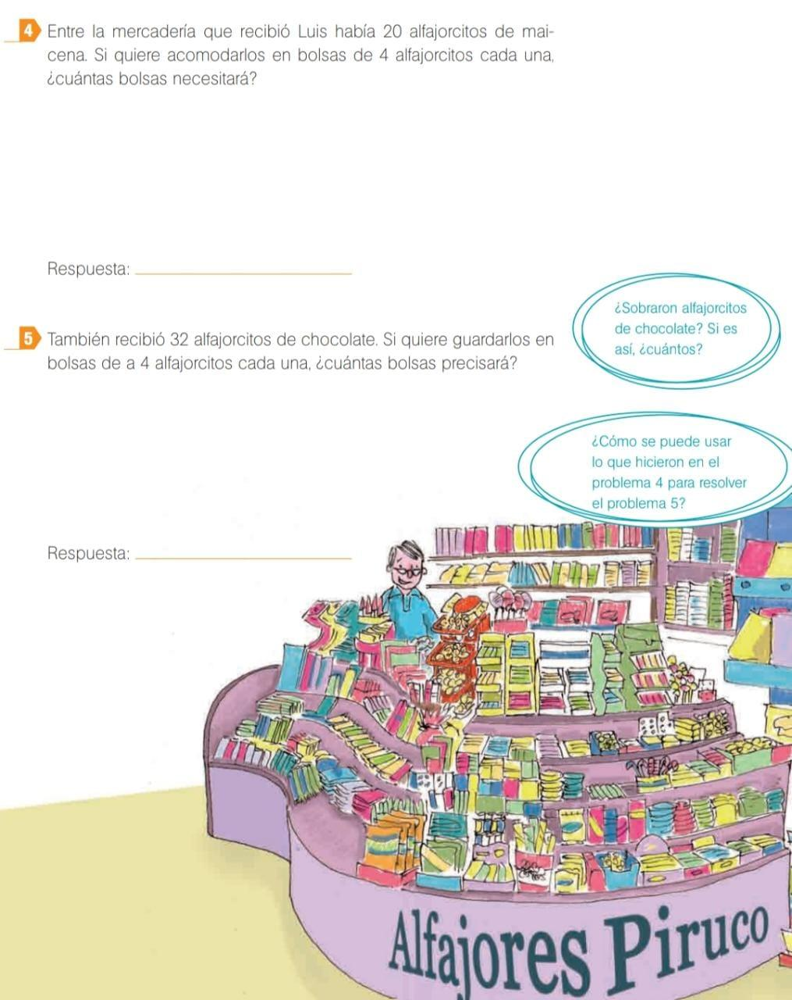 4 Entre la mercadería que recibió Luis había 20 alfajorcitos de mai-
cena. Si quiere acomodarlos en bolsas de 4 alfajorcitos cada una,
¿cuántas bolsas necesitará?
Respuesta:
5 También recibió 32 alfajorcitos de chocolate. Si quiere guardarlos en
bolsas de a 4 alfajorcitos cada una, ¿cuántas bolsas precisará?
¿Sobraron alfajorcitos
de chocolate? Si es
así, ¿cuántos?
¿Cómo se puede usar
lo que hicieron en el
problema 4 para resolver
el problema 5?
Respuesta:
Alfajores Piruco